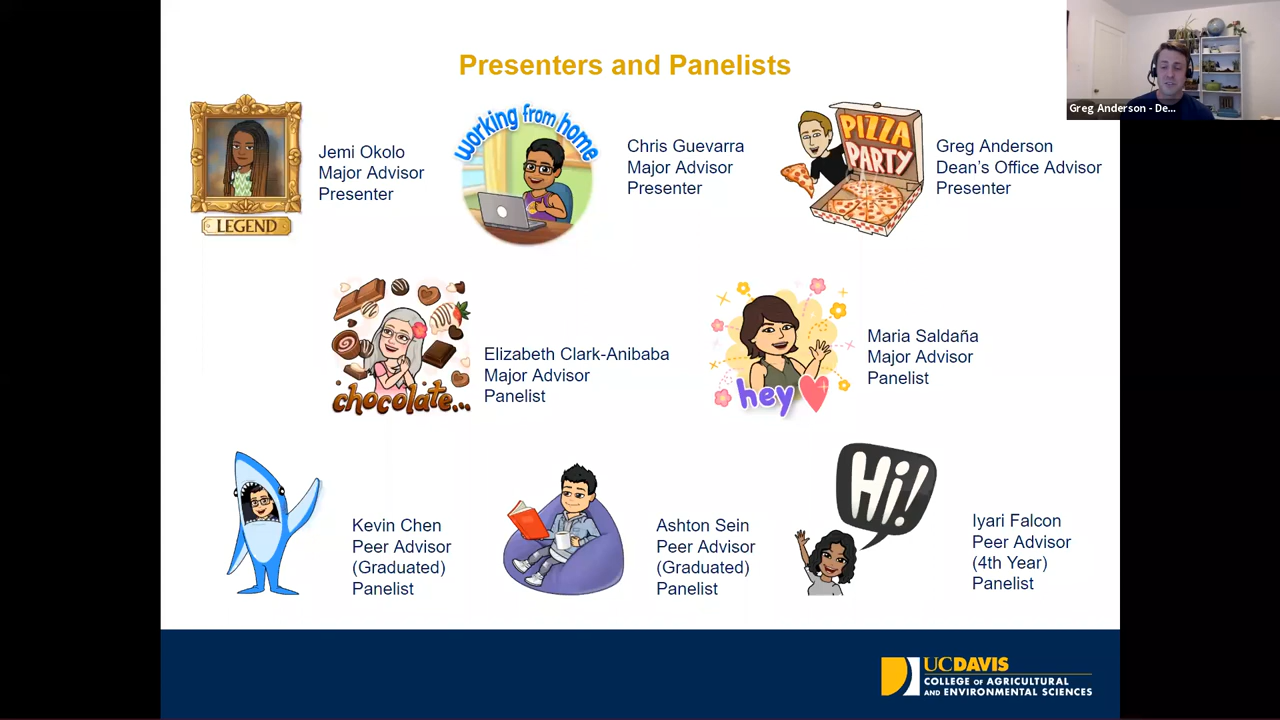 Presenters and Panelists
Greg Anderson - De...
LEGEND
Jemi Okolo
Major Advisor
Presenter
working from home
Chris Guevarra
Major Advisor
Presenter
PIZZA
PARTY
Greg Anderson
Dean's Office Advisor
Presenter
chocolate...
Elizabeth Clark-Anibaba
Major Advisor
Panelist
hey
Maria Saldaña
Major Advisor
Panelist
Kevin Chen
Peer Advisor
(Graduated)
Panelist
Ashton Sein
Peer Advisor
(Graduated)
Panelist
Hi!
Iyari Falcon
Peer Advisor
(4th Year)
Panelist
UCDAVIS
COLLEGE OF AGRICULTURAL
AND ENVIRONMENTAL SCIENCES